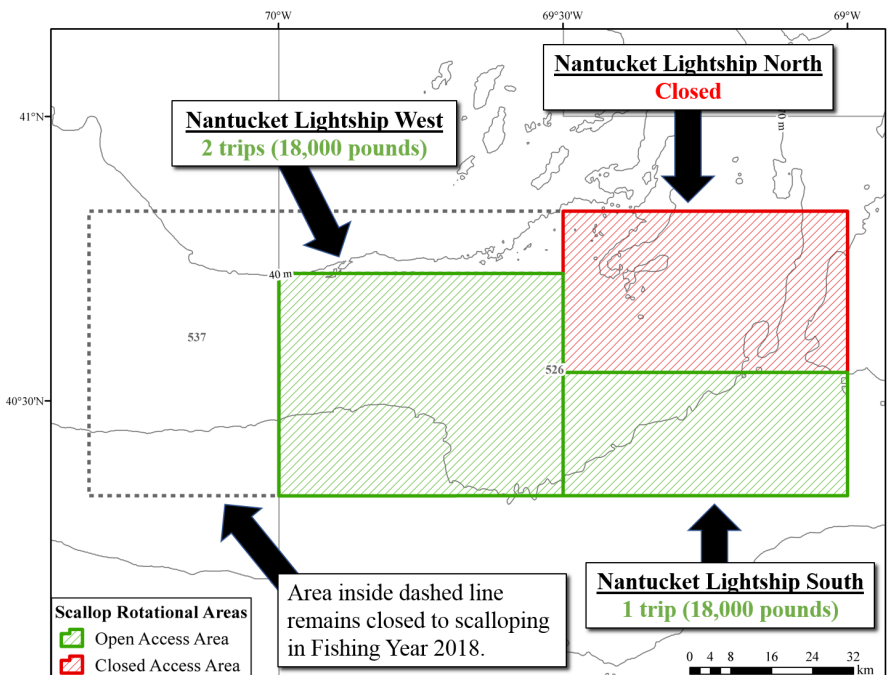 70°W 69°30'W 69°W
Nantucket Lightship North
Closed
41°N
70 m
Nantucket Lightship West
2 trips (18,000 pounds)
40 m
537
526
40°30'N
Nantucket Lightship South
1 trip (18,000 pounds)
Area inside dashed line
remains closed to scalloping
in Fishing Year 2018.
Scallop Rotational Areas
Open Access Area
Closed Access Area
0 4 8 16 24 32
km